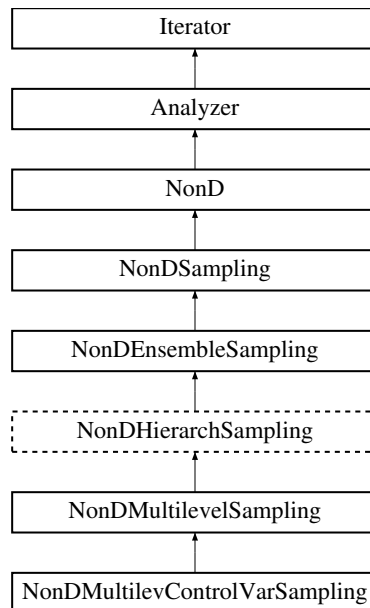 Iterator
Analyzer
NonD
NonDSampling
NonDEnsembleSampling
NonDHierarchSampling
NonDMultilevelSampling
NonDMultilevControlVarSampling